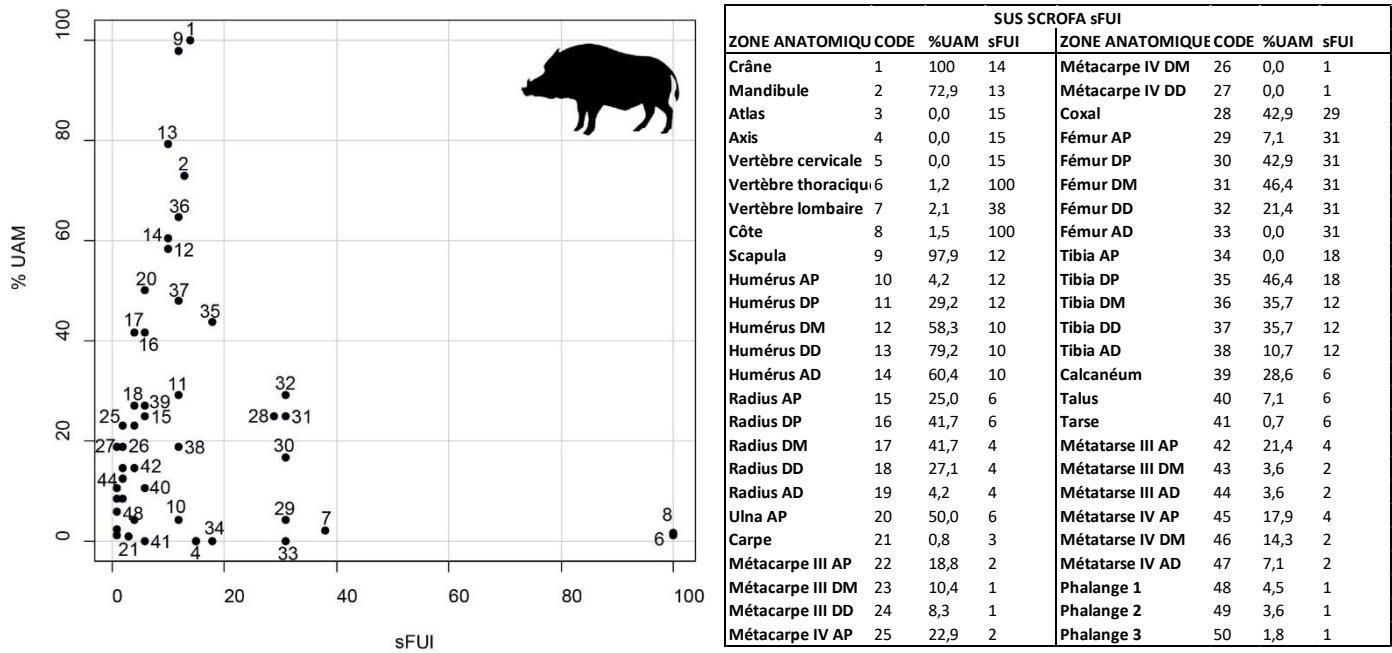 % UAM
100
80
60
40
20
0
9 1
13
2
36
14 12
20 37
17 35
16
11 32
18 39
25 15 28 31
27 26 38 30
44 42
40
48 10 29 7 8
21 41 4 34 33 6
0 20 40 60 80 100
sFUI
SUS SCROFA sFUI
ZONE ANATOMIQU CODE %UAM sFUI ZONE ANATOMIQUE CODE %UAM sFUI
Crâne 1 100 14 Métacarpe IV DM 26 0,0 1
Mandibule 2 72,9 13 Métacarpe IV DD 27 0,0 1
Atlas 3 0,0 15 Coxal 28 42,9 29
Axis 4 0,0 15 Fémur AP 29 7,1 31
Vertèbre cervicale 5 0,0 15 Fémur DP 30 42,9 31
Vertèbre thoraciqu 6 1,2 100 Fémur DM 31 46,4 31
Vertèbre lombaire 7 2,1 38 Fémur DD 32 21,4 31
Côte 8 1,5 100 Fémur AD 33 0,0 31
Scapula 9 97,9 12 Tibia AP 34 0,0 18
Humérus AP 10 4,2 12 Tibia DP 35 46,4 18
Humérus DP 11 29,2 12 Tibia DM 36 35,7 12
Humérus DM 12 58,3 10 Tibia DD 37 35,7 12
Humérus DD 13 79,2 10 Tibia AD 38 10,7 12
Humérus AD 14 60,4 10 Calcanéum 39 28,6 6
Radius AP 15 25,0 6 Talus 40 7,1 6
Radius DP 16 41,7 6 Tarse 41 0,7 6
Radius DM 17 41,7 4 Métatarse III AP 42 21,4 4
Radius DD 18 27,1 4 Métatarse III DM 43 3,6 2
Radius AD 19 4,2 4 Métatarse III AD 44 3,6 2
Ulna AP 20 50,0 6 Métatarse IV AP 45 17,9 4
Carpe 21 0,8 3 Métatarse IV DM 46 14,3 2
Métacarpe III AP 22 18,8 2 Métatarse IV AD 47 7,1 2
Métacarpe III DM 23 10,4 1 Phalange 1 48 4,5 1
Métacarpe III DD 24 8,3 1 Phalange 2 49 3,6 1
Métacarpe IV AP 25 22,9 2 Phalange 3 50 1,8 1